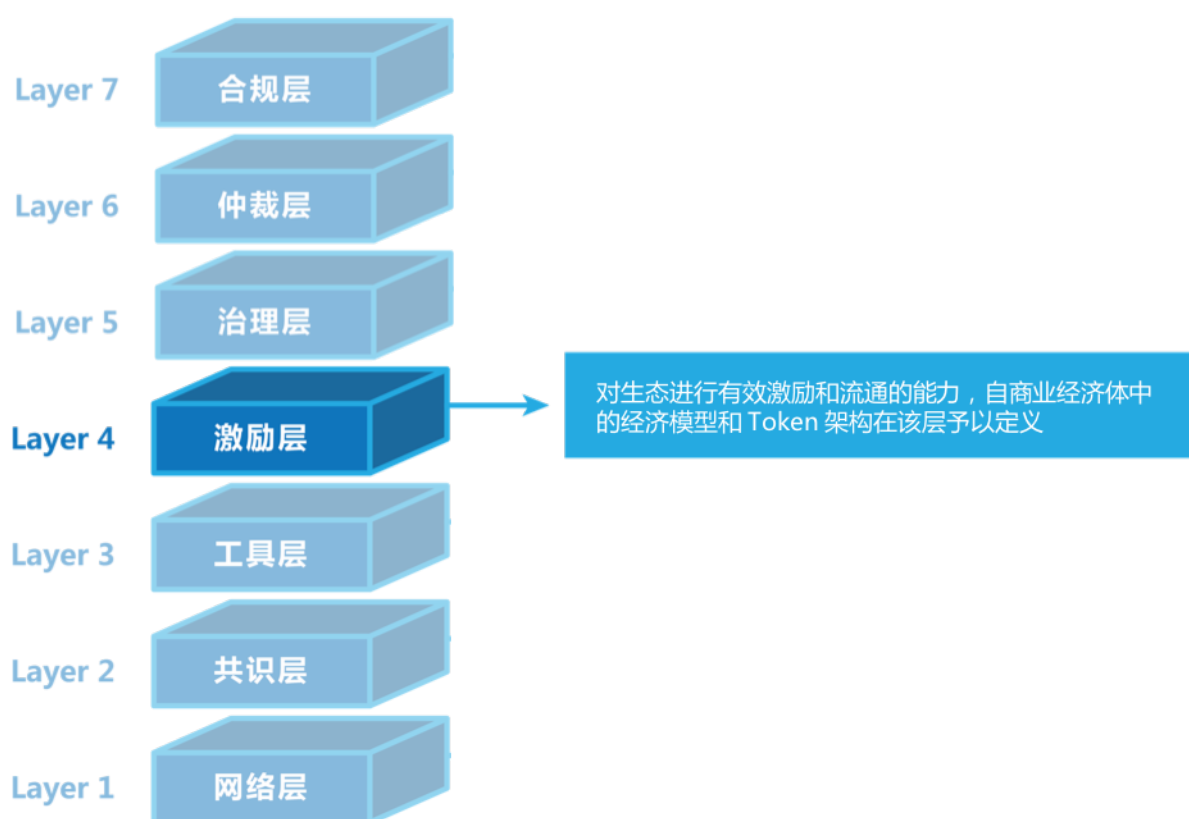 Layer 7 合规层
Layer 6 仲裁层
Layer 5 治理层
Layer 4 激励层
对生态进行有效激励和流通的能力，自商业经济体中
的经济模型和 Token 架构在该层予以定义
Layer 3 工具层
Layer 2 共识层
Layer 1 网络层